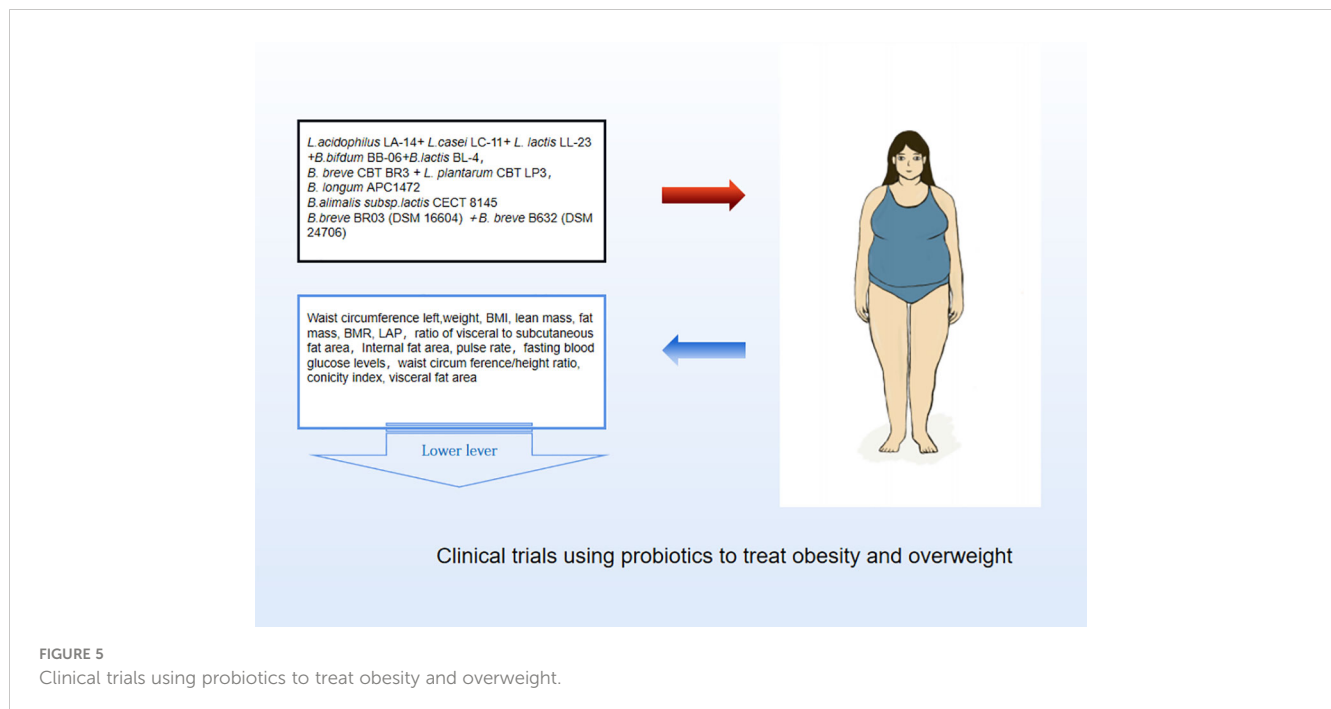 L.acidophilus LA-14+ L.casei LC-11+ L. lactis LL-23
+B.bifdum BB-06+B.lactis BL-4,
B. breve CBT BR3 + L. plantarum CBT LP3,
B. longum APC1472
B.alimalis subsp.lactis CECT 8145
B.breve BR03 (DSM 16604) +B. breve B632 (DSM
24706)
Waist circumference left,weight, BMI, lean mass, fat
mass, BMR, LAP, ratio of visceral to subcutaneous
fat area, Internal fat area, pulse rate, fasting blood
glucose levels, waist circum ference/height ratio,
conicity index, visceral fat area
Lower lever
Clinical trials using probiotics to treat obesity and overweight
FIGURE 5
Clinical trials using probiotics to treat obesity and overweight.